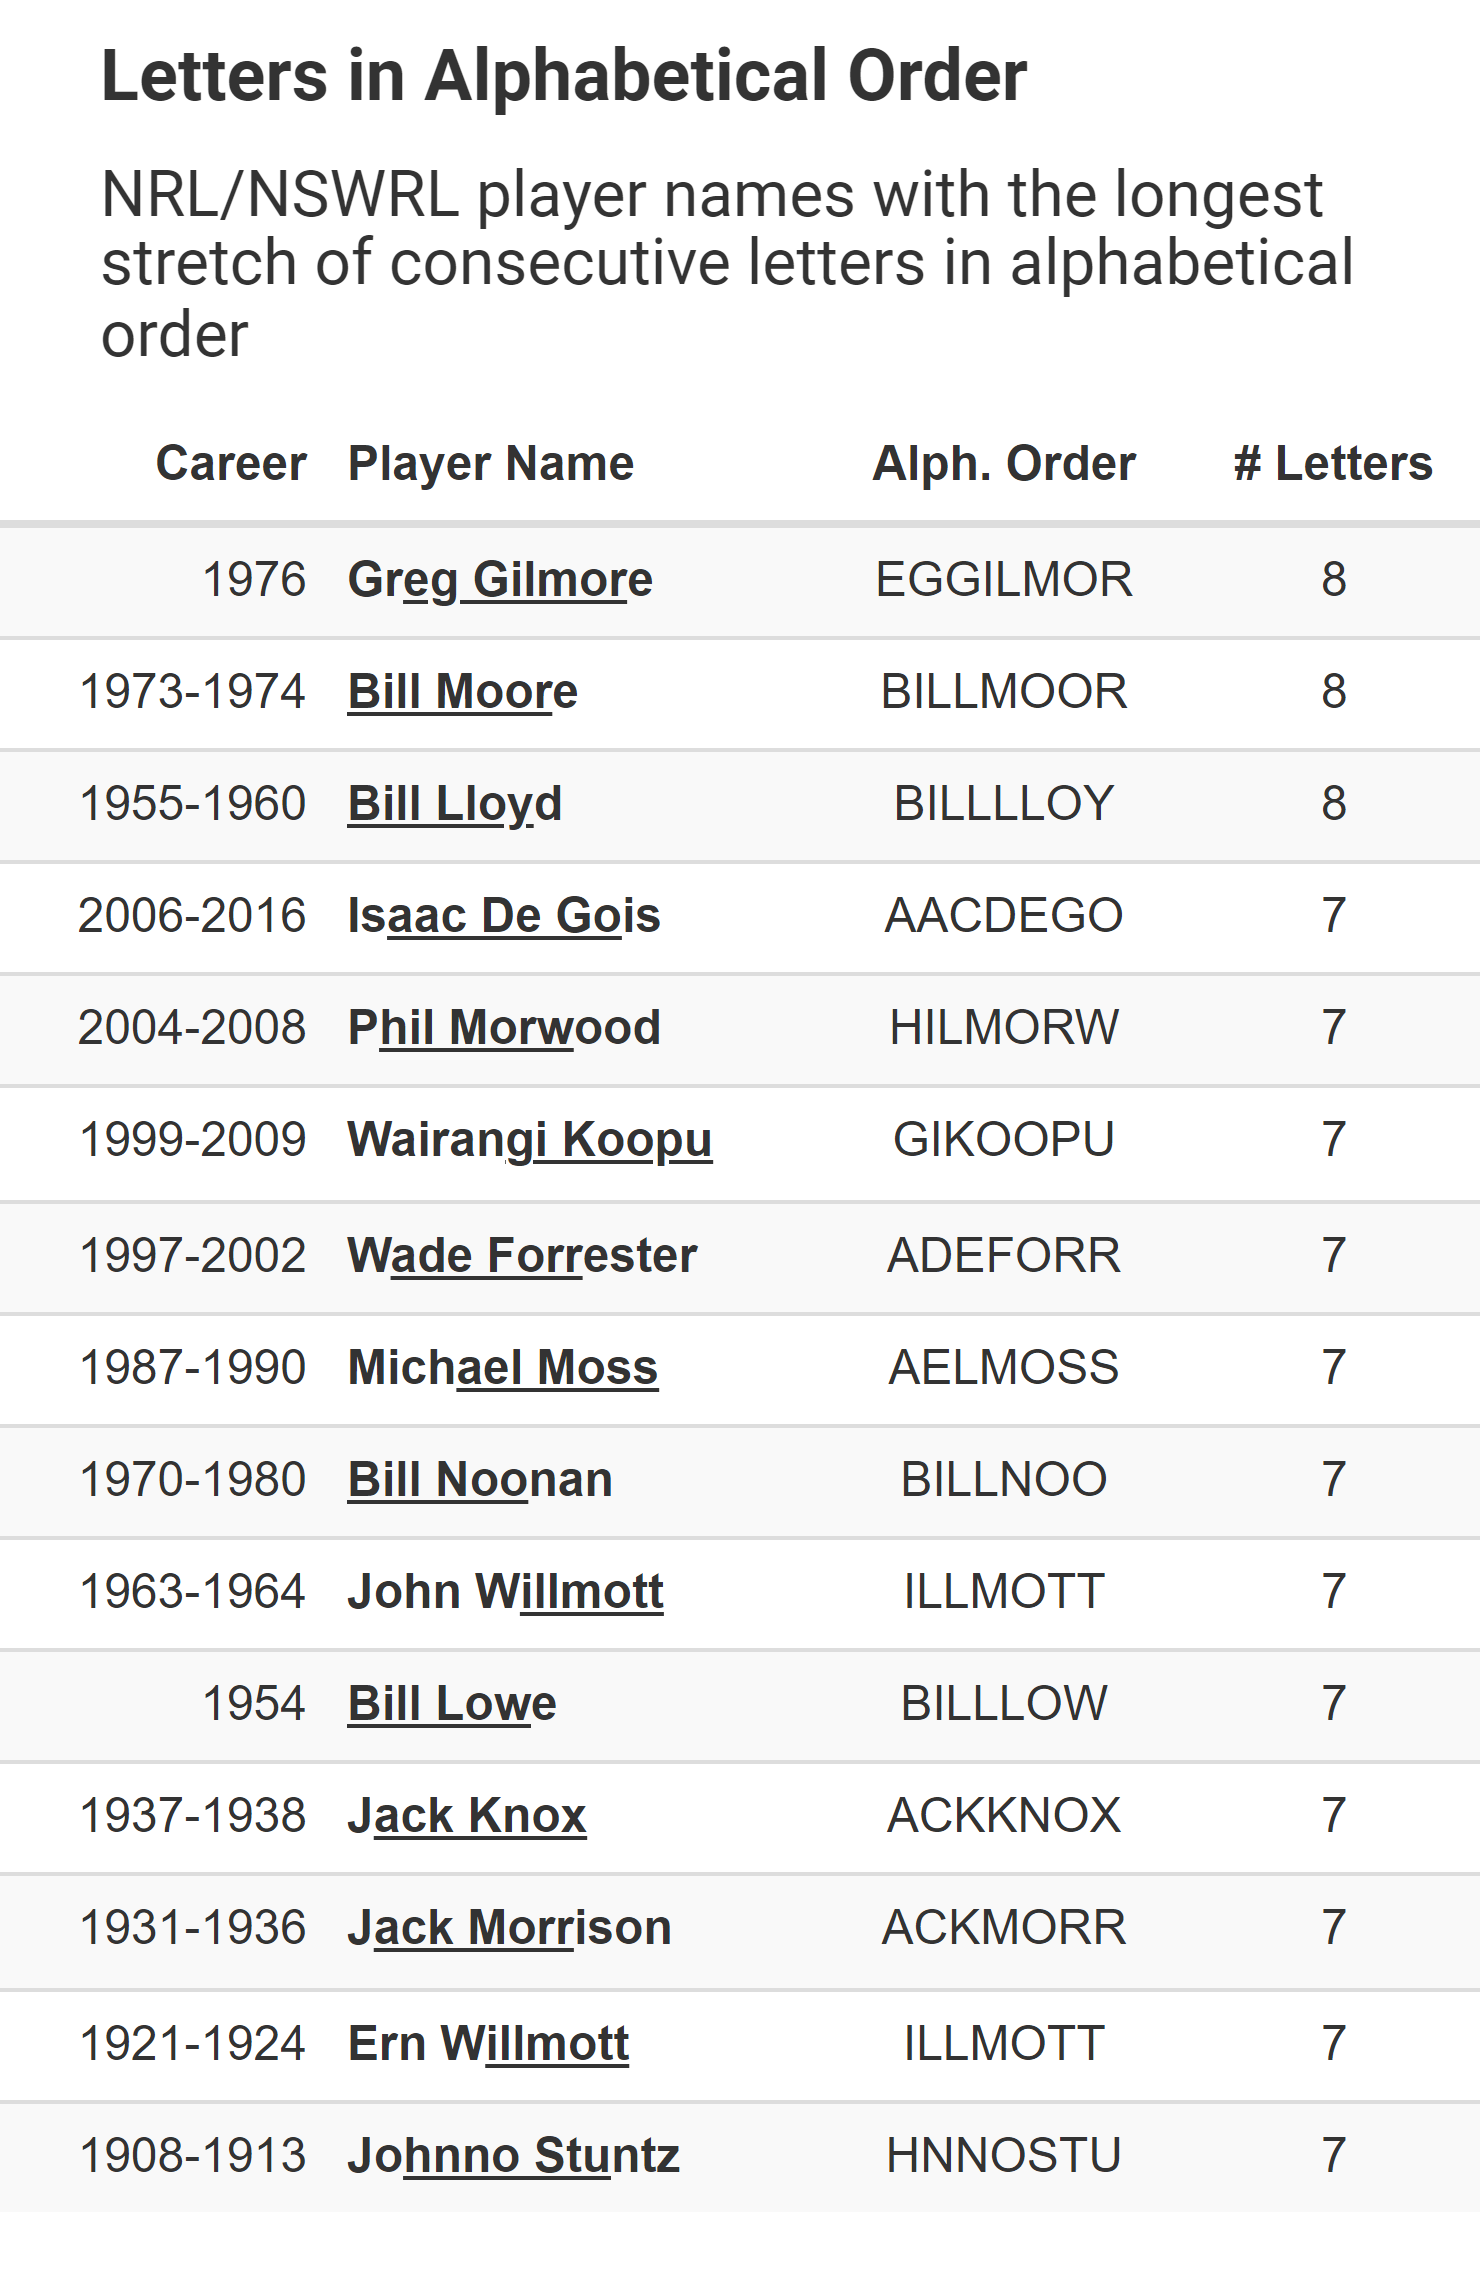 Letters in Alphabetical Order
NRL/NSWRL player names with the longest
stretch of consecutive letters in alphabetical
order
Career Player Name Alph. Order # Letters
1976 Greg Gilmore EGGILMOR 8
1973-1974 Bill Moore BILLMOOR 8
1955-1960 Bill Lloyd BILLLLOY 8
2006-2016 Isaac De Gois AACDEGO 7
2004-2008 Phil Morwood HILMORW 7
1999-2009 Wairangi Koopu GIKOOPU 7
1997-2002 Wade Forrester ADEFORR 7
1987-1990 Michael Moss AELMOSS 7
1970-1980 Bill Noonan BILLNOO 7
1963-1964 John Willmott ILLMOTT 7
1954 Bill Lowe BILLLOW 7
1937-1938 Jack Knox ACKKNOX 7
1931-1936 Jack Morrison ACKMORR 7
1921-1924 Ern Willmott ILLMOTT 7
1908-1913 Johnno Stuntz HNNOSTU 7